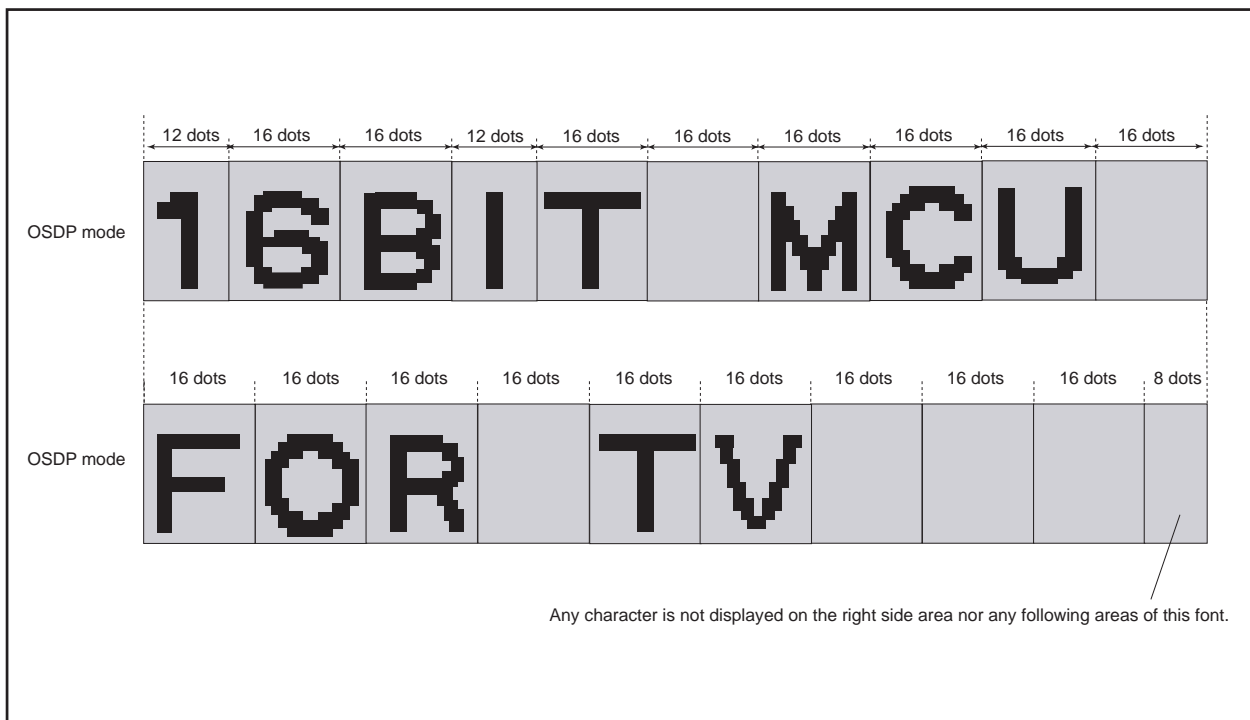 12 dots 16 dots 16 dots 12 dots 16 dots 16 dots 16 dots 16 dots 16 dots 16 dots
OSDP mode 16BIT MCU
16 dots 16 dots 16 dots 16 dots 16 dots 16 dots 16 dots 16 dots 16 dots 8 dots
OSDP mode FOR TV
Any character is not displayed on the right side area nor any following areas of this font.